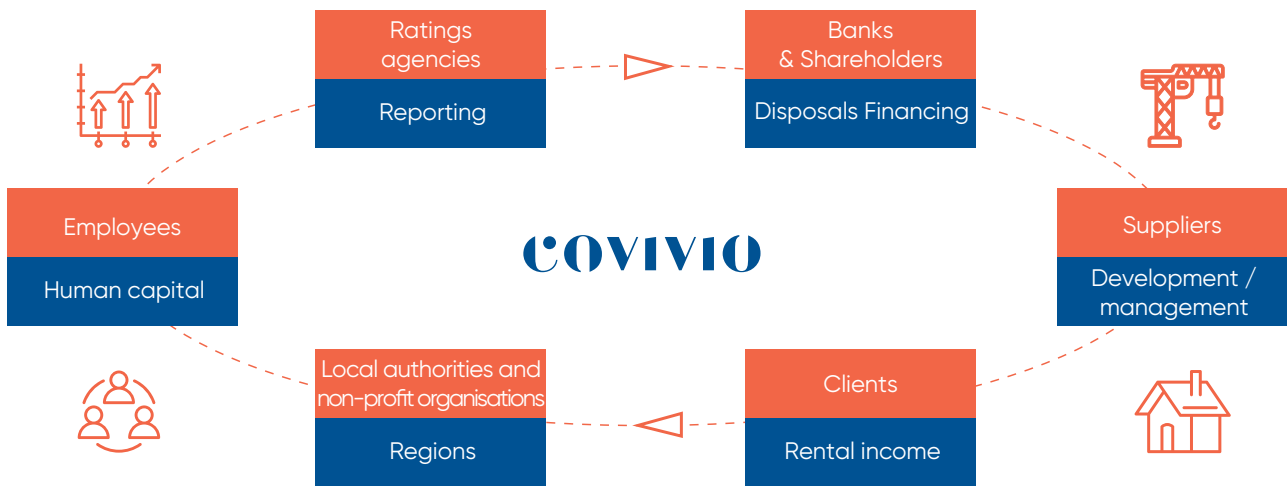 Ratings
agencies
Reporting
Banks
& Shareholders
Disposals Financing
Employees
Human capital
COVIVIO
Suppliers
Development /
management
Local authorities and
non-profit organisations
Regions
Clients
Rental income